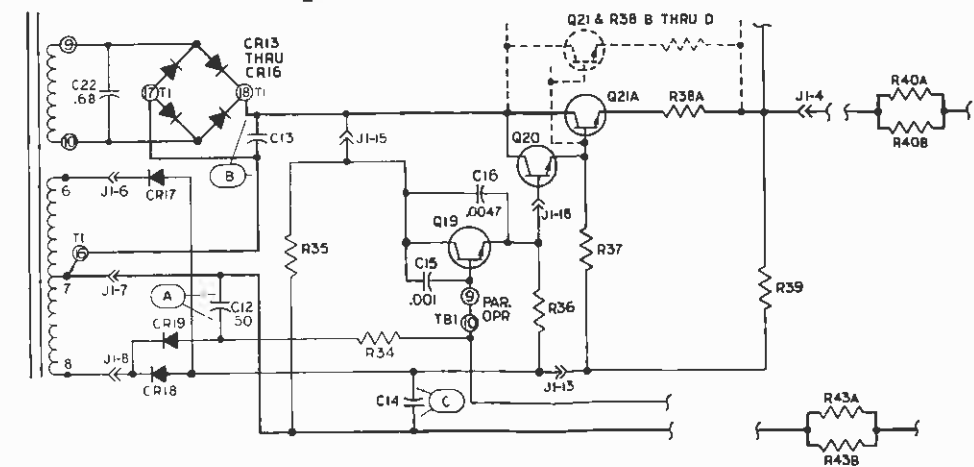 Q21 & R38 B THRU D
9
CR13
THRU
CR16
C22
.68
17
T1
18
T1
Q21A
R38A
J1-4
R40A
R40B
10
C13
J1-15
Q20
B
6
J1-6
CR17
C16
.0047
J1-18
Q19
T1
16
R35
R37
C15
.001
7
J1-7
A
C12
50
9
PAR.
OPR
TB1
10
R36
R39
CR19
R34
8
J1-8
CR18
J1-13
C14
C
R43A
R43B